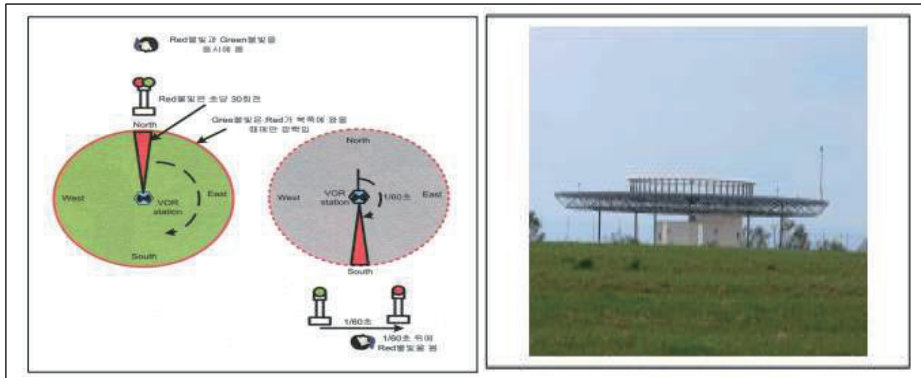 Red불빛과 Green불빛을
동시에 봄
Red불빛은 초당 30회전
North
Gree불빛은 Red가 북쪽에 왔을
때에만 깜빡임
West
East
VOR
station
South
North
West
East
VOR
station
1/60초
South
1/60초
1/60초 뒤에
Red불빛을 봄